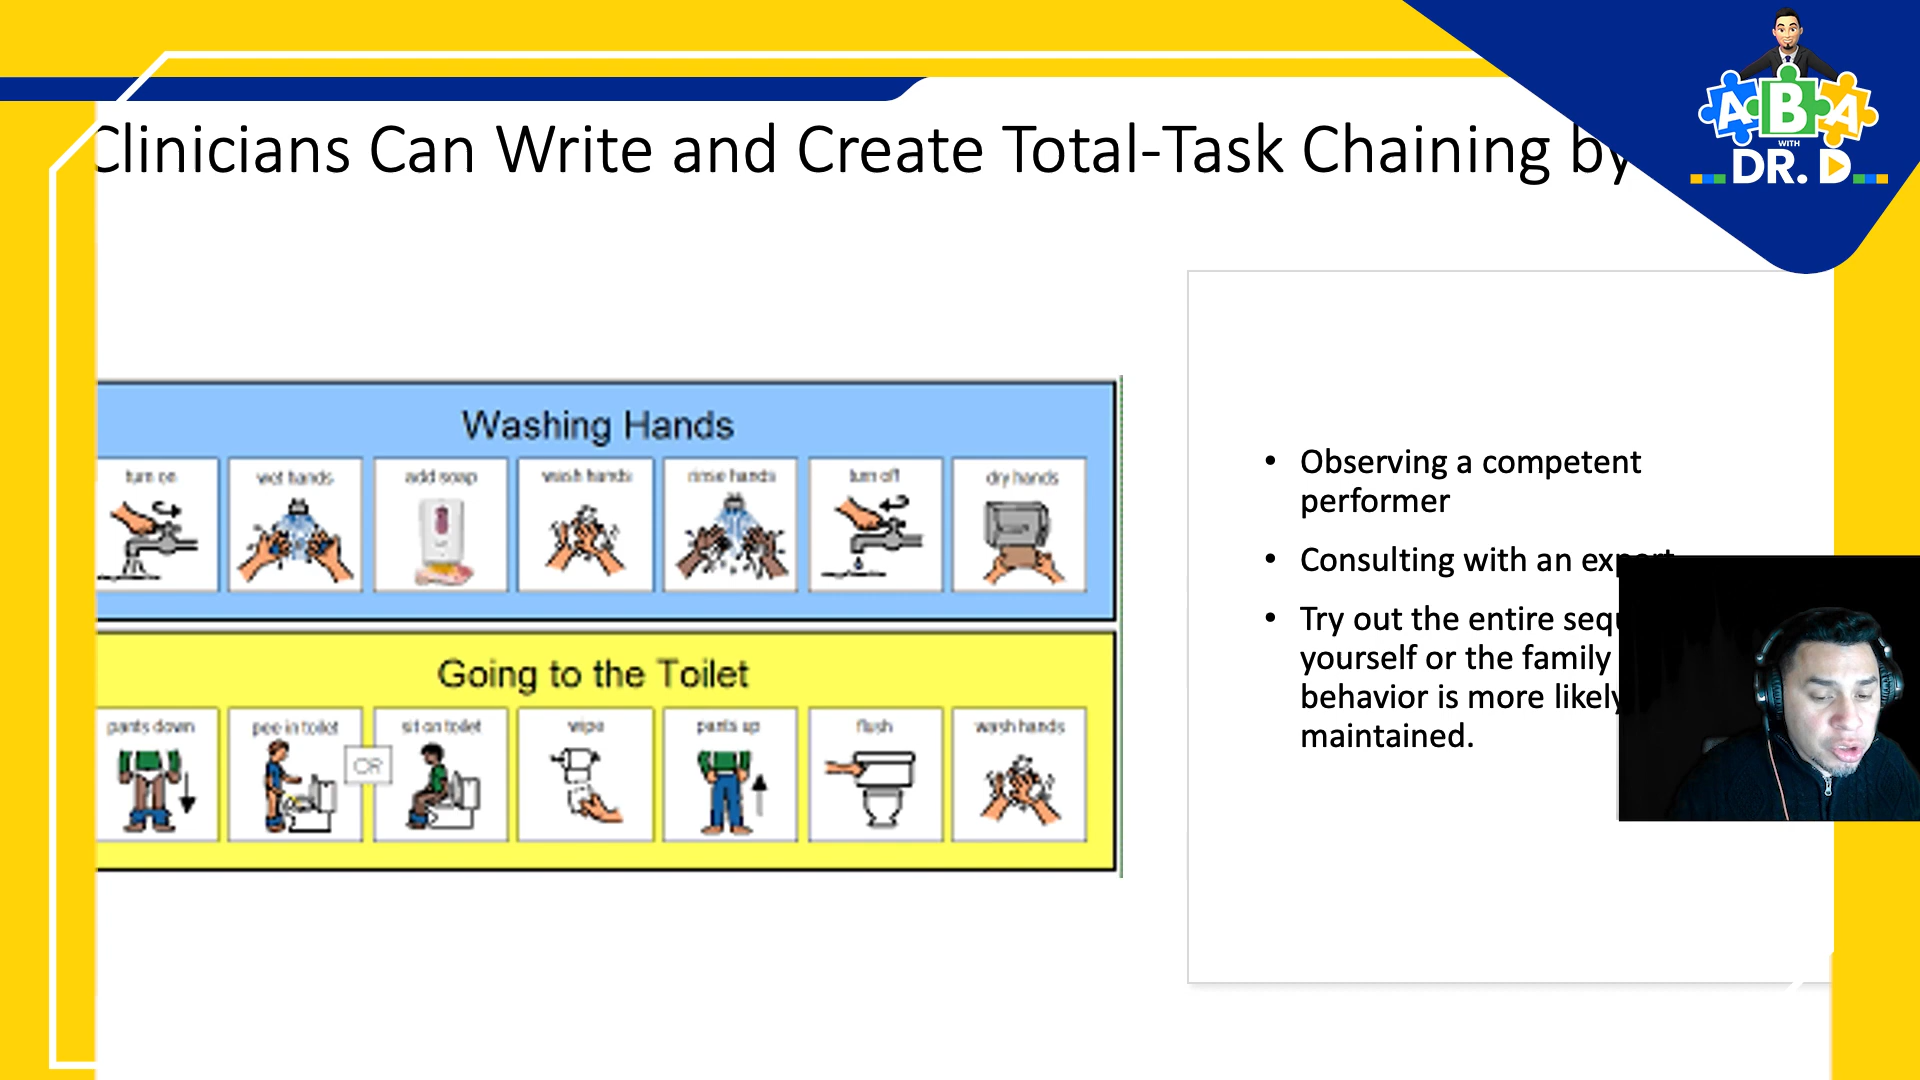 Clinicians Can Write and Create Total-Task Chaining by
ABA
WITH
DR. D
Washing Hands
turn on wet hands add soap wash hands rinse hands turn off dry hands
Going to the Toilet
pants down pee in toilet OR sit on toilet wipe pants up flush wash hands
• Observing a competent
performer
• Consulting with an expert
• Try out the entire
yourself or the family
behavior is more likely
maintained.